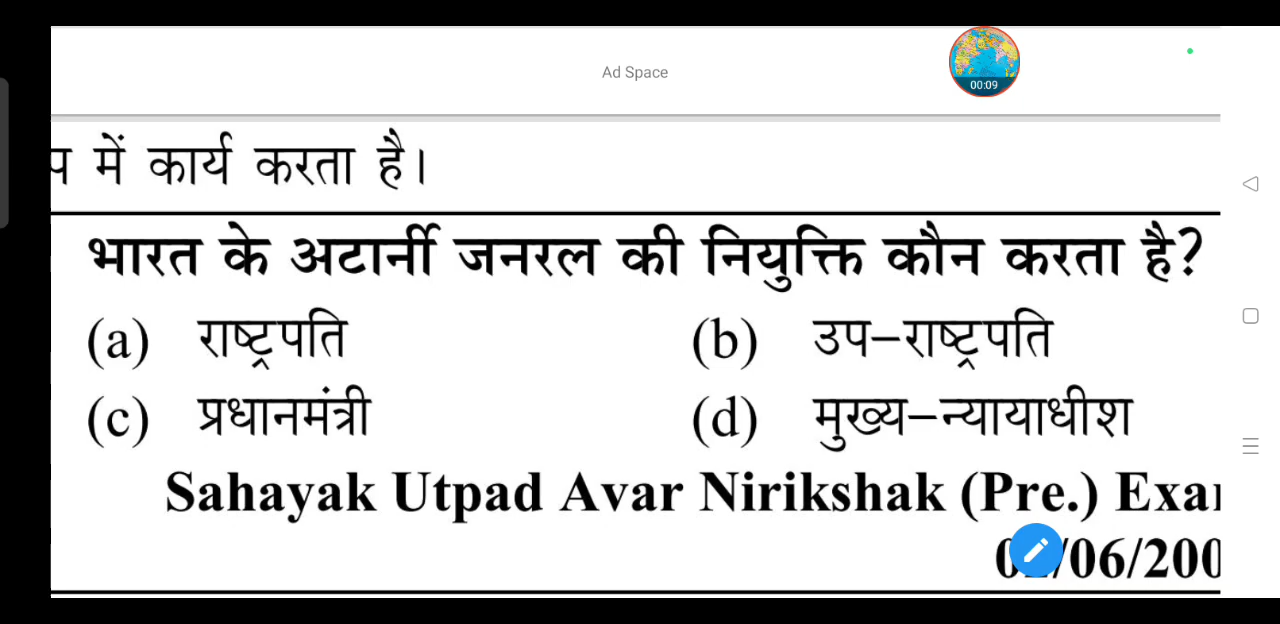 Ad Space
00:09
में कार्य करता है।
भारत के अटार्नी जनरल की नियुक्ति कौन करता है?
(a) राष्ट्रपति (b) उप–राष्ट्रपति
(c) प्रधानमंत्री (d) मुख्य–न्यायाधीश
Sahayak Utpad Avar Nirikshak (Pre.)
/06/200